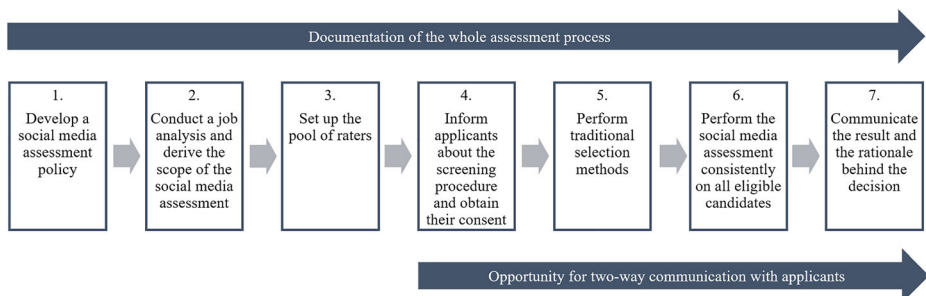 Documentation of the whole assessment process
1.
Develop a
social media
assessment
policy
2.
Conduct a job
analysis and
derive the
scope of the
social media
assessment
3.
Set up the
pool of raters
4.
Inform
applicants
about the
screening
procedure
and obtain
their consent
5.
Perform
traditional
selection
methods
6.
Perform the
social media
assessment
consistently
on all eligible
candidates
7.
Communicate
the result and
the rationale
behind the
decision
Opportunity for two-way communication with applicants